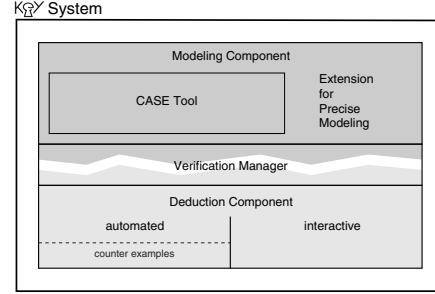 KeY System
Modeling Component
CASE Tool
Extension
for
Precise
Modeling
Verification Manager
Deduction Component
automated
interactive
counter examples